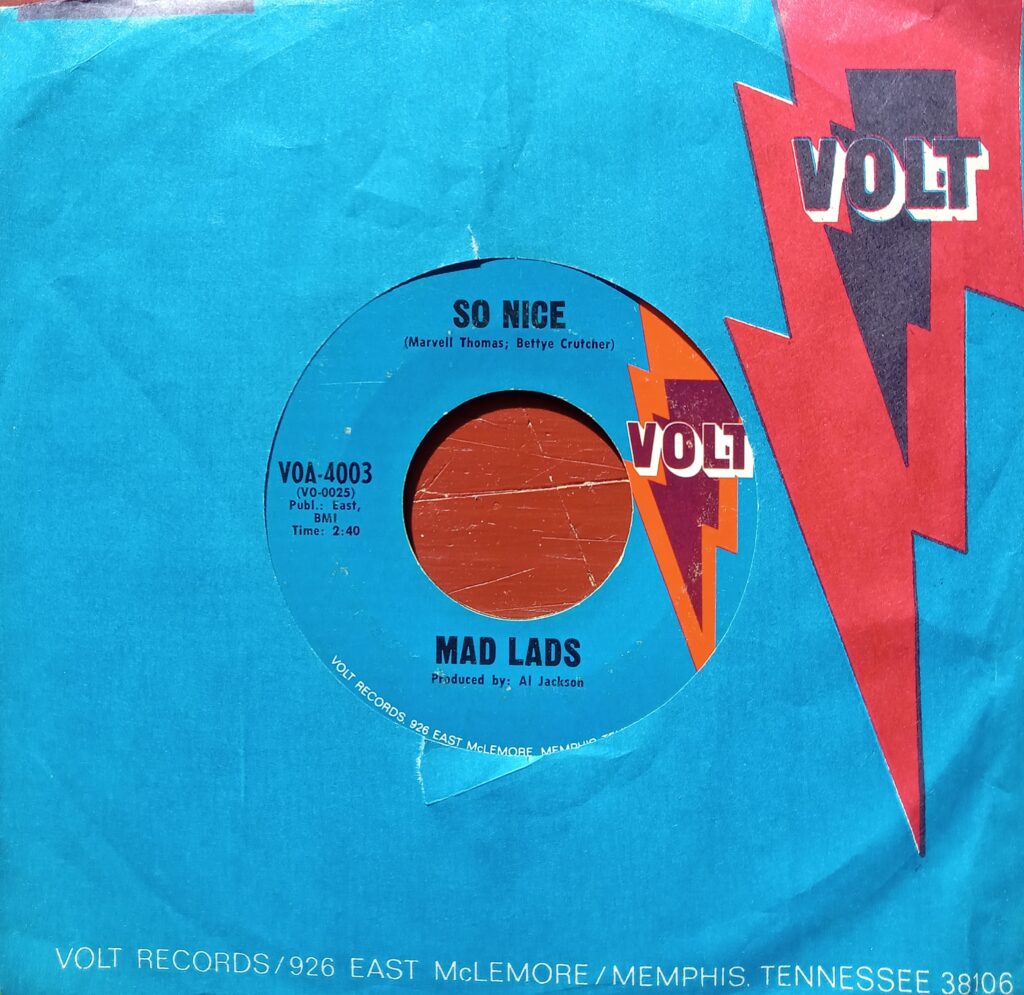 VOLT
SO NICE
(Marvell Thomas; Bettye Crutcher)
VOLT
VOA-4003
(VO-0025)
Publ.: East,
BMI
Time: 2:40
MAD LADS
Produced by: Al Jackson
VOLT RECORDS, 926 EAST McLEMORE, MEMPHIS,
VOLT RECORDS/926 EAST McLEMORE/MEMPHIS, TENNESSEE 38106